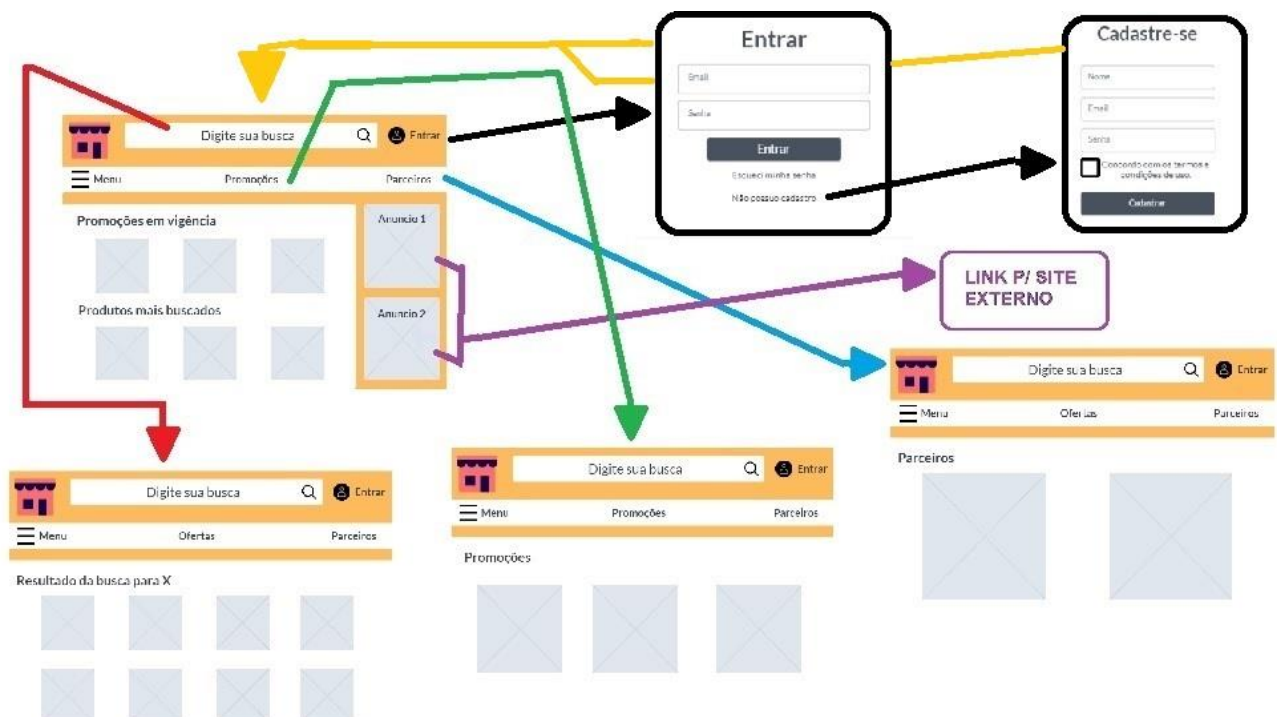 Entrar
Email
Senha
Entrar
Esqueci minha senha
Não possuo cadastro
Cadastre-se
Nome
Email
Senha
Concordo com os termos e
condições de uso.
Cadastrar
Digite sua busca
Entrar
Menu
Promoções
Parceiros
Promoções em vigência
Anuncio 1
Produtos mais buscados
Anuncio 2
LINK P/ SITE
EXTERNO
Digite sua busca
Entrar
Menu
Ofertas
Parceiros
Parceiros
Digite sua busca
Entrar
Menu
Promoções
Parceiros
Promoções
Digite sua busca
Entrar
Menu
Ofertas
Parceiros
Resultado da busca para X